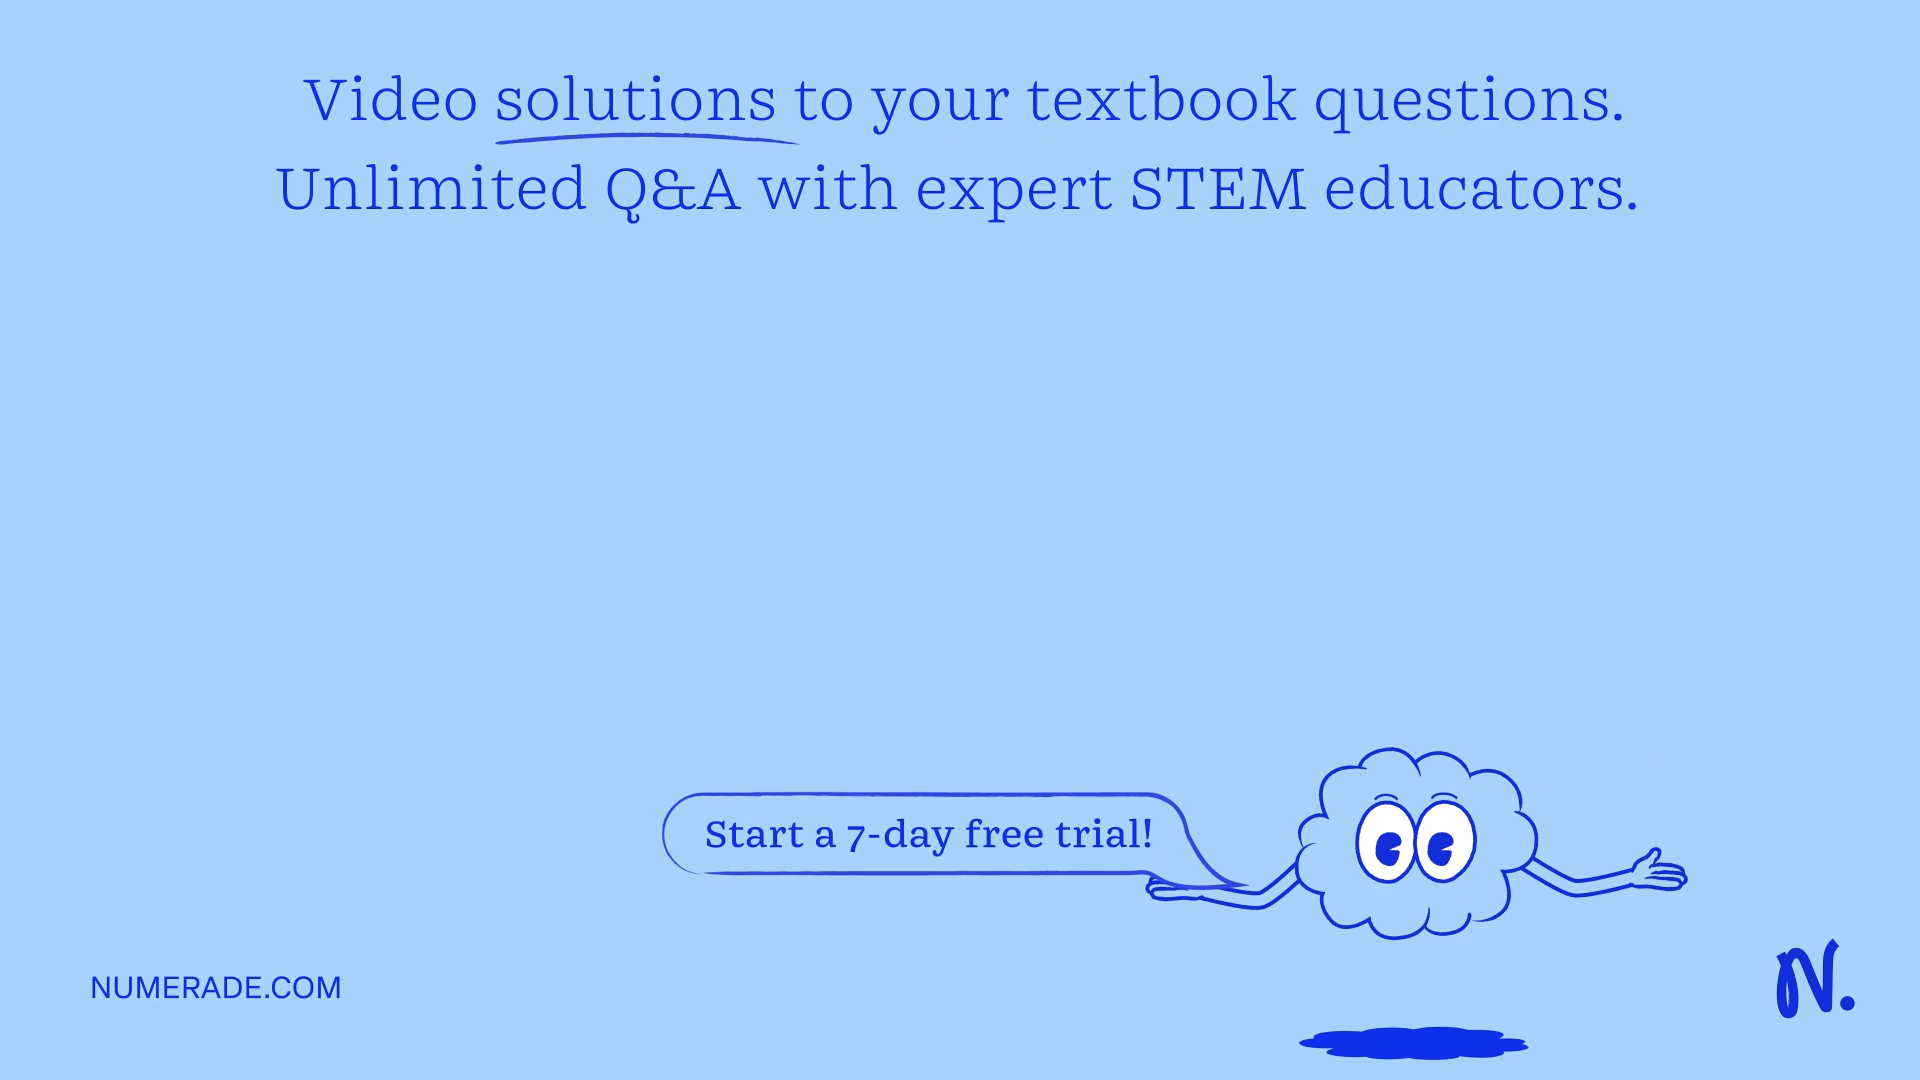 Video solutions to your textbook questions.
Unlimited Q&A with expert STEM educators.
Start a 7-day free trial!
NUMERADE.COM
N.